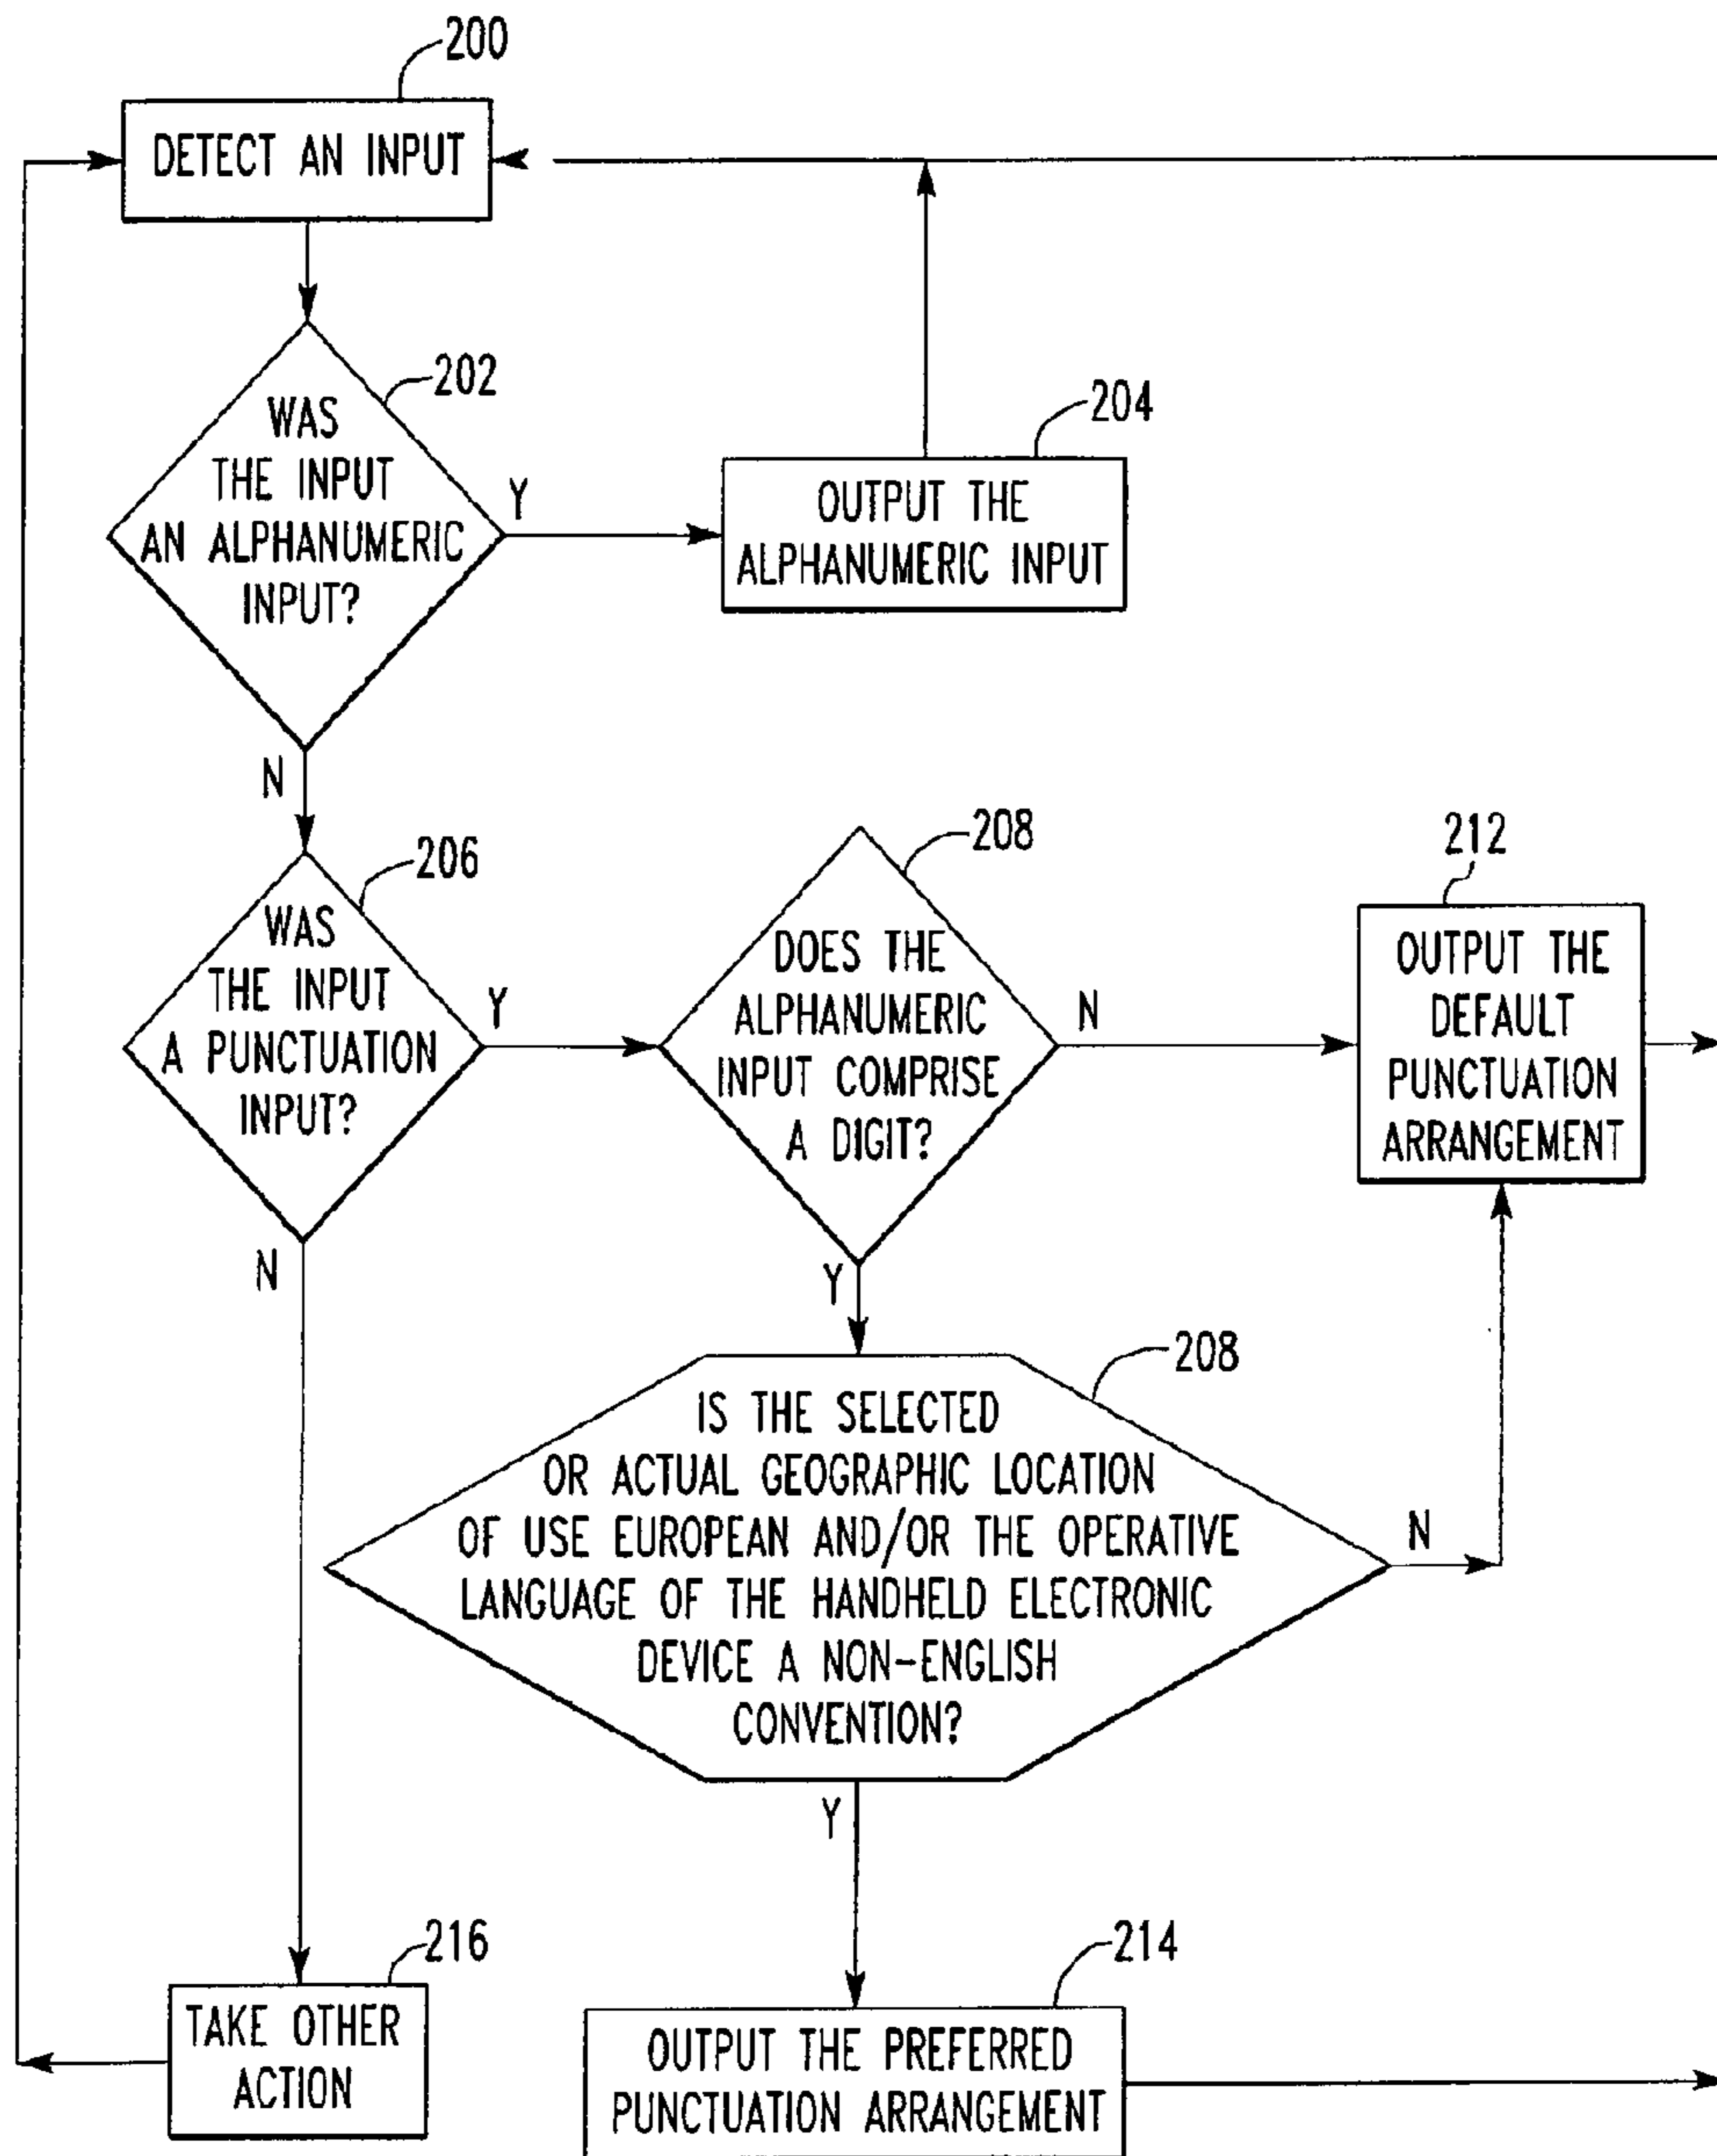 200
DETECT AN INPUT
202
WAS
THE INPUT
AN ALPHANUMERIC
INPUT?
Y
204
OUTPUT THE
ALPHANUMERIC INPUT
N
206
WAS
THE INPUT
A PUNCTUATION
INPUT?
Y
208
DOES THE
ALPHANUMERIC
INPUT COMPRISE
A DIGIT?
N
212
OUTPUT THE
DEFAULT
PUNCTUATION
ARRANGEMENT
N
Y
208
IS THE SELECTED
OR ACTUAL GEOGRAPHIC LOCATION
OF USE EUROPEAN AND/OR THE OPERATIVE
LANGUAGE OF THE HANDHELD ELECTRONIC
DEVICE A NON-ENGLISH
CONVENTION?
N
Y
216
TAKE OTHER
ACTION
214
OUTPUT THE PREFERRED
PUNCTUATION ARRANGEMENT